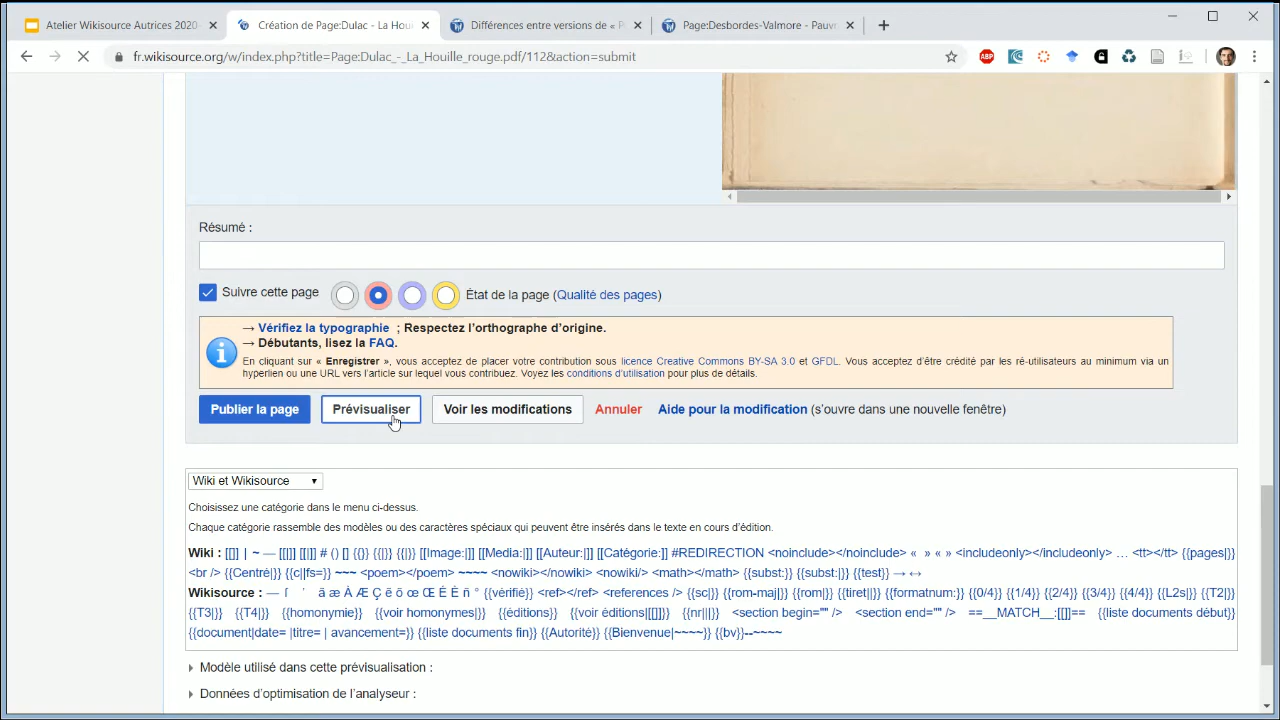 Atelier Wikisource Autrices 2020-
Création de Page:Dulac - La Hou
Différences entre versions de « P
Page:Desbordes-Valmore - Pauvr
fr.wikisource.org/w/index.php?title=Page:Dulac_-_La_Houille_rouge.pdf/112&action=submit
ABP
Résumé :
Suivre cette page
État de la page (Qualité des pages)
→ Vérifiez la typographie ; Respectez l’orthographe d’origine.
→ Débutants, lisez la FAQ.
En cliquant sur « Enregistrer », vous acceptez de placer votre contribution sous licence Creative Commons BY-SA 3.0 et GFDL. Vous acceptez d’être crédité par les ré-utilisateurs au minimum via un
hyperlien ou une URL vers l’article sur lequel vous contribuez. Voyez les conditions d’utilisation pour plus de détails.
Publier la page
Prévisualiser
Voir les modifications
Annuler
Aide pour la modification (s’ouvre dans une nouvelle fenêtre)
Wiki et Wikisource
Choisissez une catégorie dans le menu ci-dessus.
Chaque catégorie rassemble des modèles ou des caractères spéciaux qui peuvent être insérés dans le texte en cours d’édition.
Wiki : [[]] | ~ — [[|]] [[|]] # () [] {{}} {{|}} {{|}} [[Image:|]] [[Media:|]] [[Auteur:|]] [[Catégorie:]] #REDIRECTION <noinclude></noinclude> « » « » <includeonly></includeonly> … <tt></tt> {{pages|}}
<br /> {{Centré|}} {{c||fs=}} ~~~ <poem></poem> ~~~~ <nowiki></nowiki> <nowiki/> <math></math> {{subst:}} {{subst:|}} {{test}} → ↔
Wikisource : — ſ ʹ ã æ À Æ Ç ë ô œ Œ É È ñ ° {{vérifié}} <ref></ref> <references /> {{sc|}} {{rom-maj|}} {{rom|}} {{tiret||}} {{formatnum:}} {{0/4}} {{1/4}} {{2/4}} {{3/4}} {{4/4}} {{L2s|}} {{T2|}}
{{T3|}} {{T4|}} {{homonymie}} {{voir homonymes|}} {{éditions}} {{voir éditions|[[]]}} {{nr||||}} <section begin="" /> <section end="" /> ==__MATCH__:[[]]== {{liste documents début}}
{{document|date= |titre= | avancement=}} {{liste documents fin}} {{Autorité}} {{Bienvenue|~~~~}} {{bv}}--~~~~
Modèle utilisé dans cette prévisualisation :
Données d’optimisation de l’analyseur :